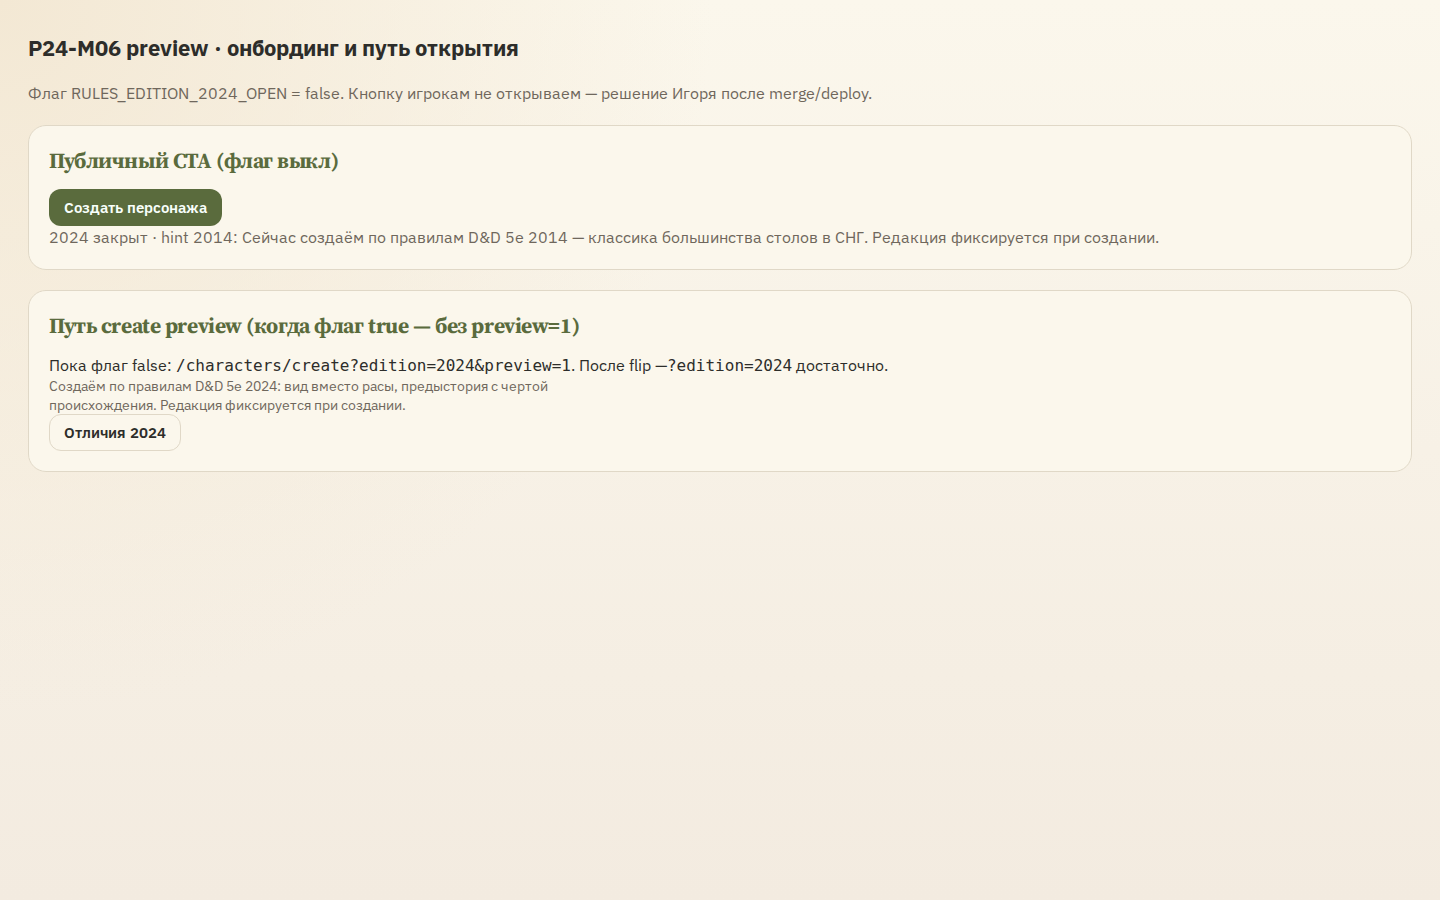 P24-M06 preview · онбординг и путь открытия
Флаг RULES_EDITION_2024_OPEN = false. Кнопку игрокам не открываем — решение Игоря после merge/deploy.
Публичный CTA (флаг выкл)
Создать персонажа
2024 закрыт · hint 2014: Сейчас создаём по правилам D&D 5e 2014 — классика большинства столов в СНГ. Редакция фиксируется при создании.
Путь create preview (когда флаг true — без preview=1)
Пока флаг false: /characters/create?edition=2024&preview=1. После flip —?edition=2024 достаточно.
Создаём по правилам D&D 5e 2024: вид вместо расы, предыстория с чертой
происхождения. Редакция фиксируется при создании.
Отличия 2024